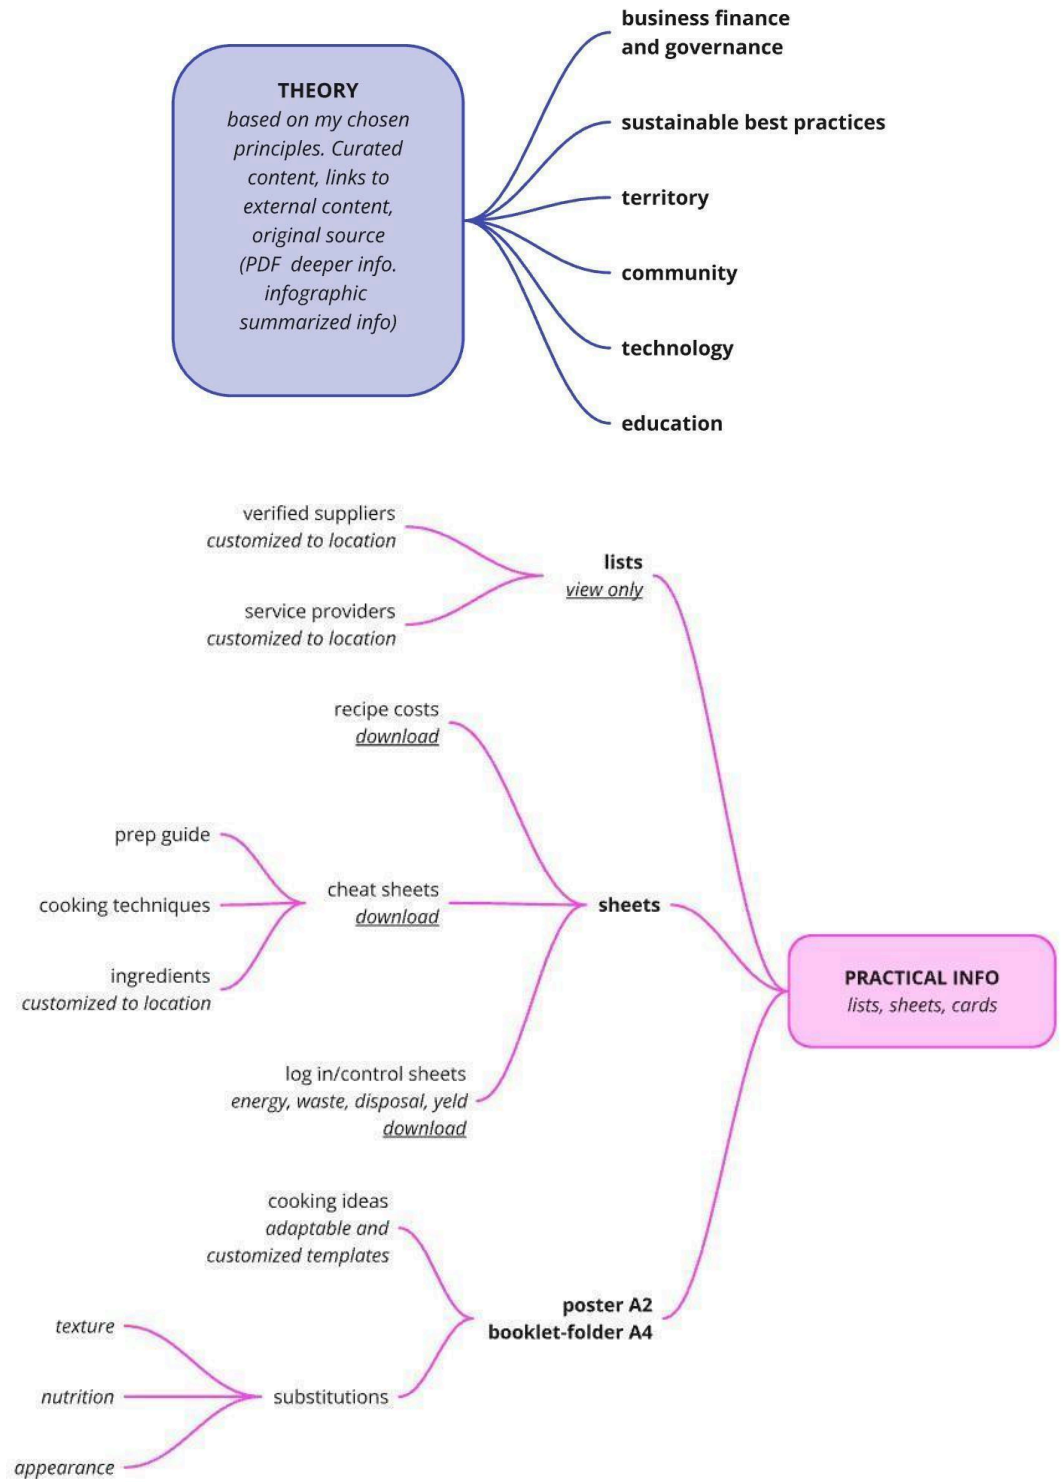 business finance
and governance
THEORY
based on my chosen
principles. Curated
content, links to
external content,
original source
(PDF deeper info.
infographic
summarized info)
sustainable best practices
territory
community
technology
education
verified suppliers
customized to location
lists
view only
service providers
customized to location
recipe costs
download
prep guide
cheat sheets
download
cooking techniques
sheets
ingredients
customized to location
PRACTICAL INFO
lists, sheets, cards
log in/control sheets
energy, waste, disposal, yeld
download
cooking ideas
adaptable and
customized templates
poster A2
booklet-folder A4
texture
nutrition
substitutions
appearance